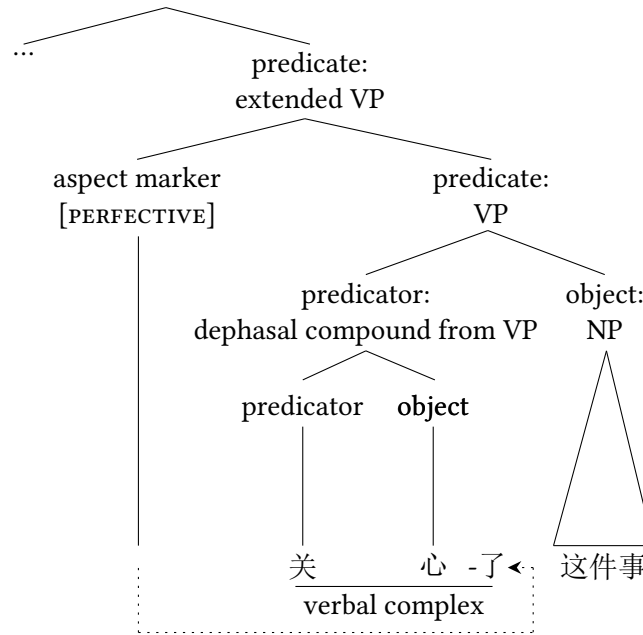 ...
predicate:
extended VP
aspect marker
[PERFECTIVE]
predicate:
VP
predicator:
dephasal compound from VP
object:
NP
predicator object
关 心 -了 这件事
verbal complex